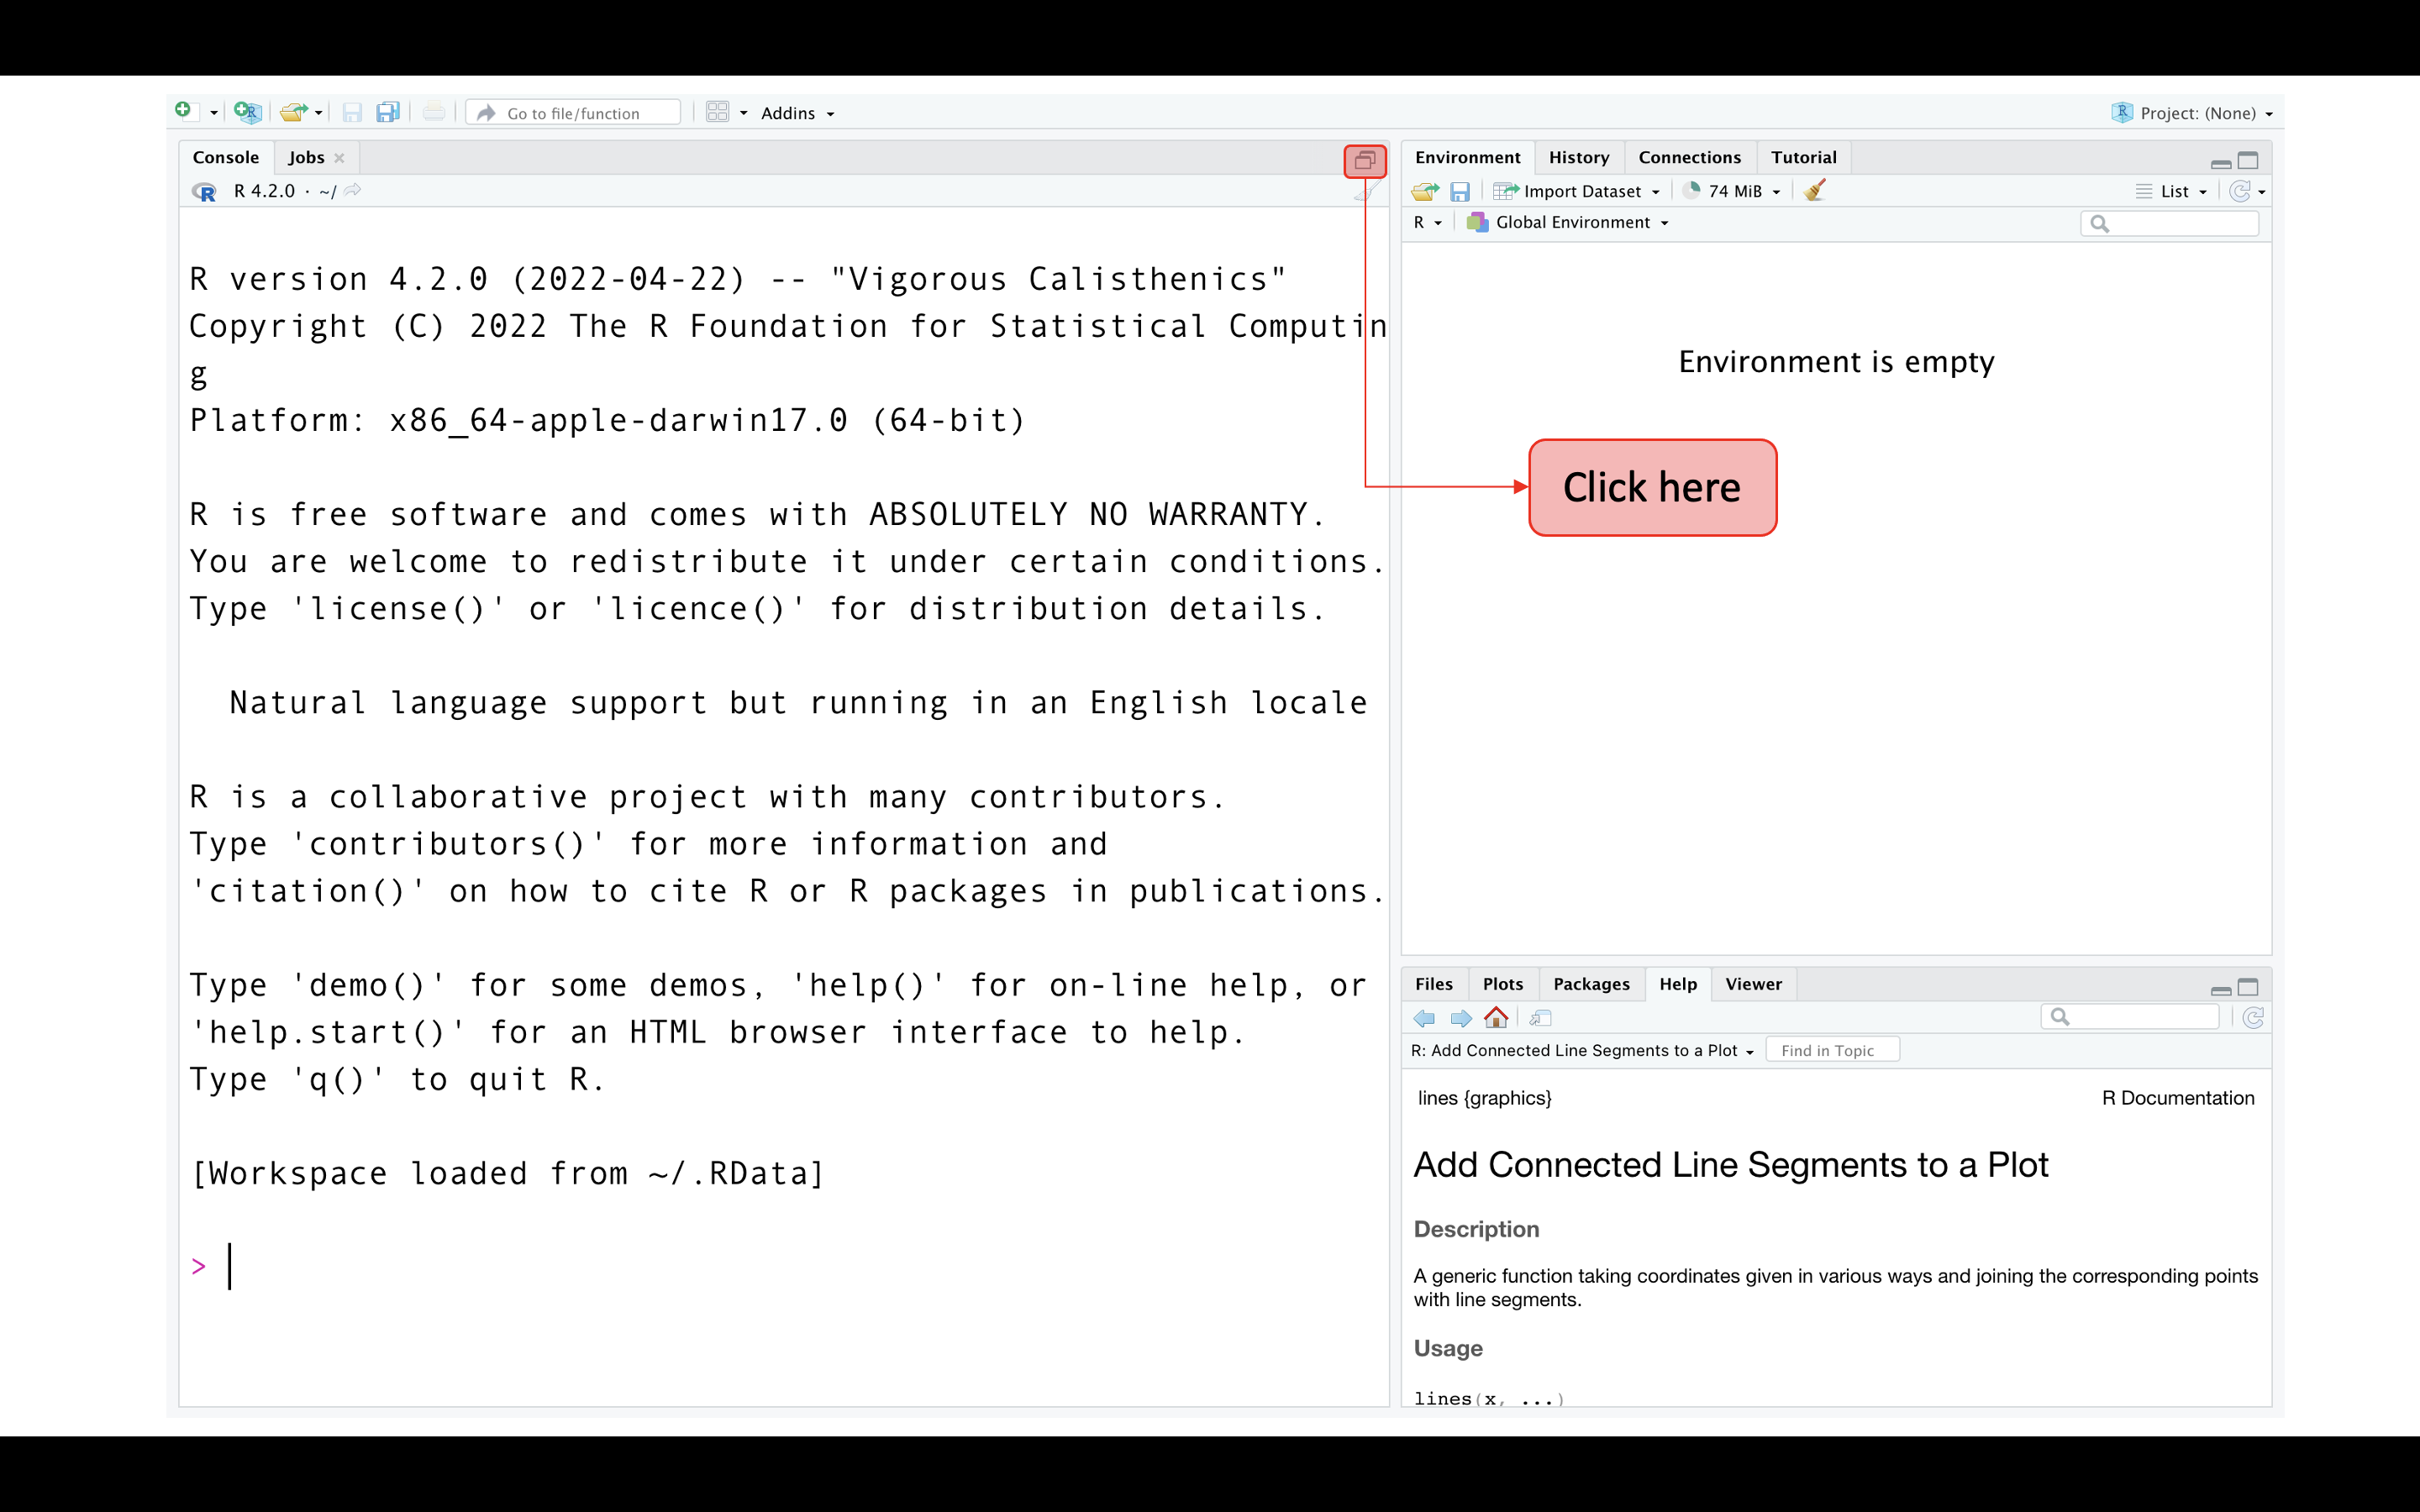 Go to file/function
Addins
Project: (None)
Console
Jobs
R 4.2.0 · ~/
R version 4.2.0 (2022-04-22) -- "Vigorous Calisthenics"
Copyright (C) 2022 The R Foundation for Statistical Computin
g
Platform: x86_64-apple-darwin17.0 (64-bit)
R is free software and comes with ABSOLUTELY NO WARRANTY.
You are welcome to redistribute it under certain conditions.
Type 'license()' or 'licence()' for distribution details.
Natural language support but running in an English locale
R is a collaborative project with many contributors.
Type 'contributors()' for more information and
'citation()' on how to cite R or R packages in publications.
Type 'demo()' for some demos, 'help()' for on-line help, or
'help.start()' for an HTML browser interface to help.
Type 'q()' to quit R.
[Workspace loaded from ~/.RData]
>
Environment History Connections Tutorial
Import Dataset 74 MiB List
R Global Environment
Environment is empty
Click here
Files Plots Packages Help Viewer
R: Add Connected Line Segments to a Plot Find in Topic
lines {graphics} R Documentation
Add Connected Line Segments to a Plot
Description
A generic function taking coordinates given in various ways and joining the corresponding points
with line segments.
Usage
lines(x, ...)